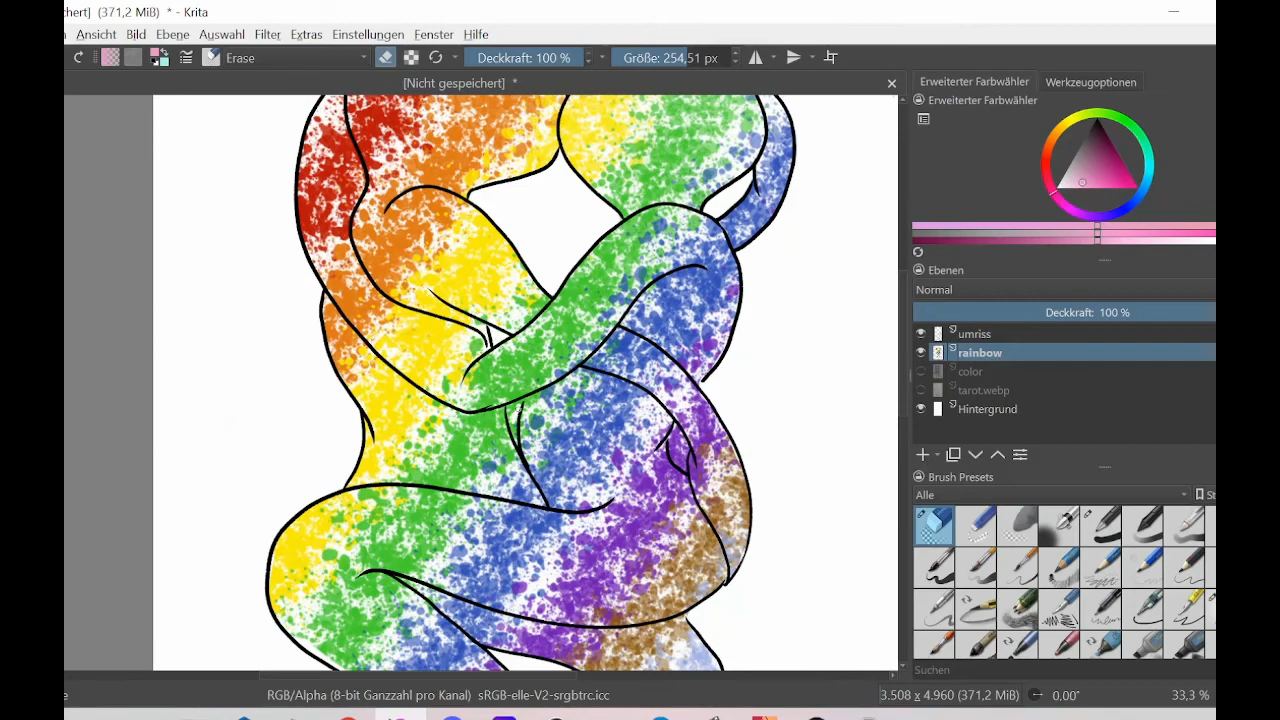 chert] (371,2 MiB) * - Krita
Ansicht Bild Ebene Auswahl Filter Extras Einstellungen Fenster Hilfe
Erase Deckkraft: 100 % Größe: 254,51 px
[Nicht gespeichert] *
Erweiterter Farbwähler Werkzeugoptionen
Erweiterter Farbwähler
Ebenen
Normal
Deckkraft: 100 %
umriss
rainbow
color
tarot.webp
Hintergrund
Brush Presets
Alle St
Suchen
RGB/Alpha (8-bit Ganzzahl pro Kanal) sRGB-elle-V2-srgbtrc.icc 3.508 x 4.960 (371,2 MiB) 0,00° 33,3 %